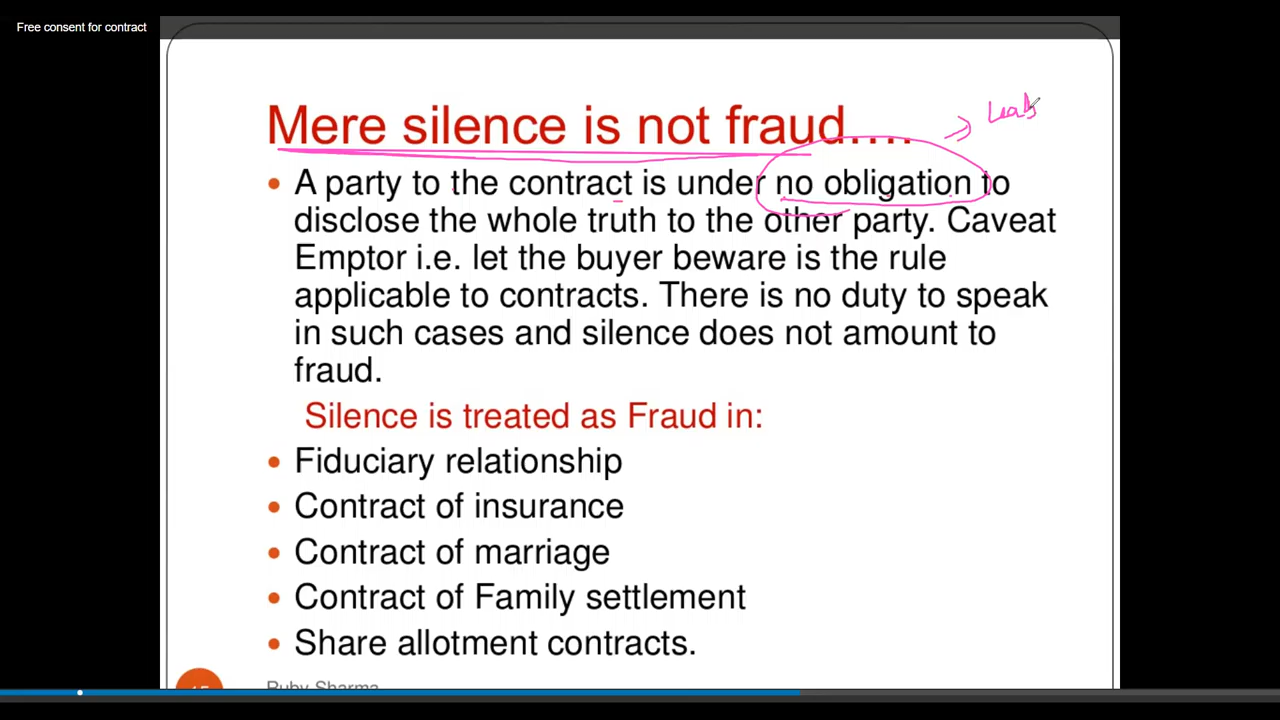 Free consent for contract
Mere silence is not fraud....
• A party to the contract is under no obligation to
disclose the whole truth to the other party. Caveat
Emptor i.e. let the buyer beware is the rule
applicable to contracts. There is no duty to speak
in such cases and silence does not amount to
fraud.
Silence is treated as Fraud in:
• Fiduciary relationship
• Contract of insurance
• Contract of marriage
• Contract of Family settlement
• Share allotment contracts.
Ruby Sharma